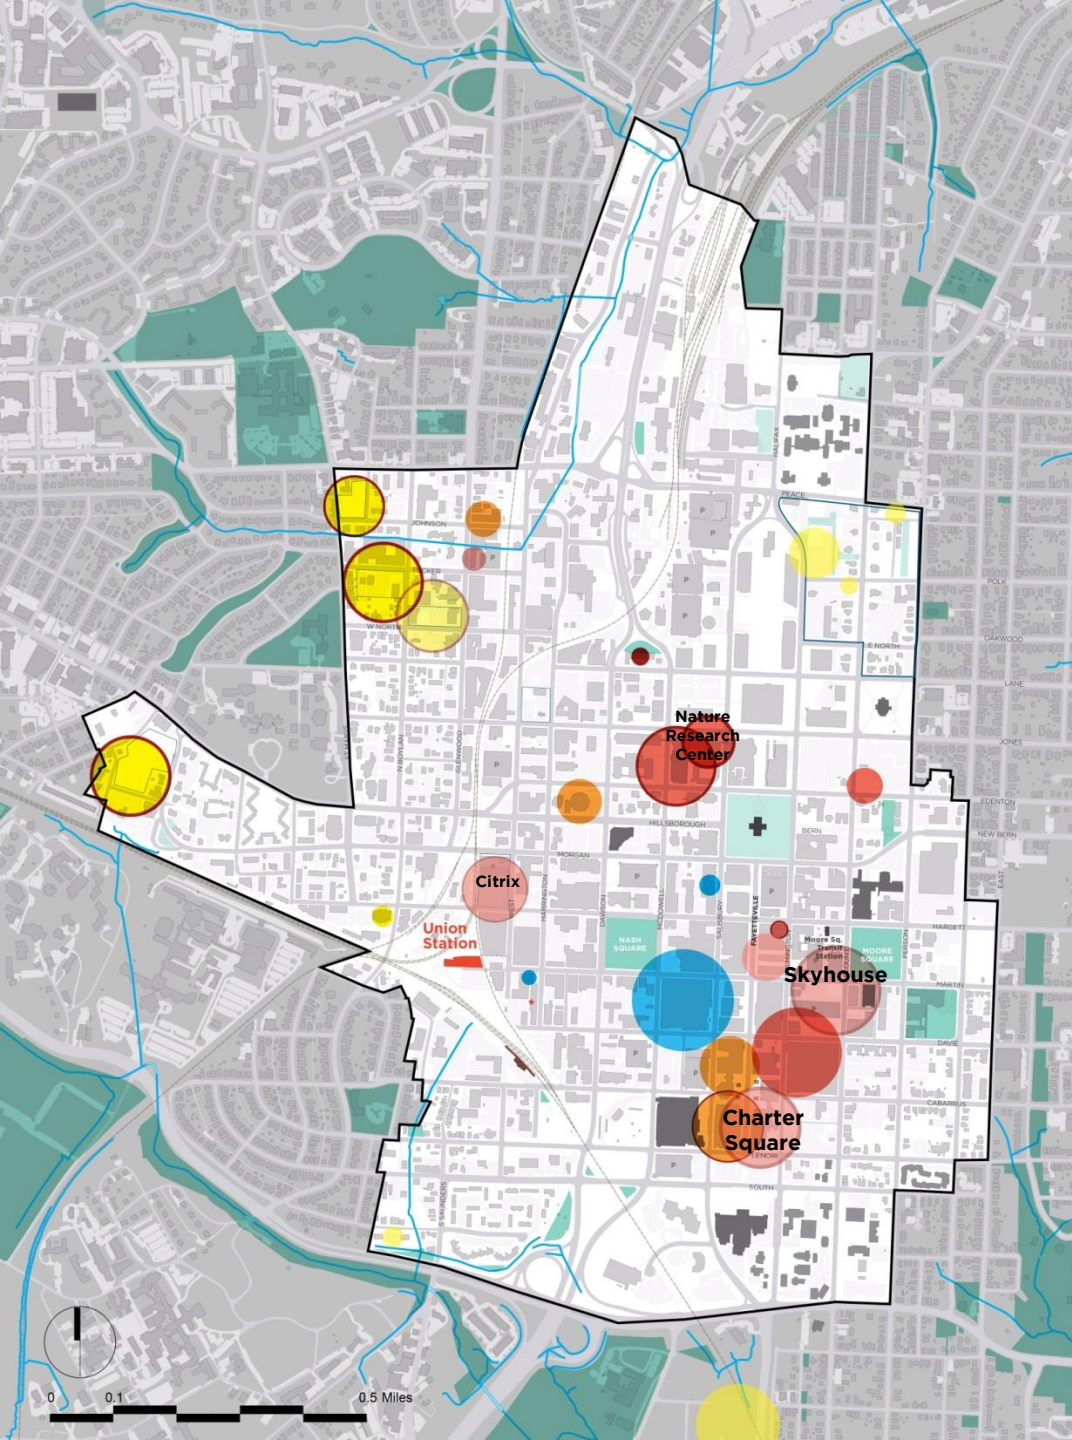 HALIFAX
PEACE
P
JOHNSON
P
P
POLK
P
W NORTH
OAKWOOD
E NORTH
LANE
Nature
Research
Center
JONES
N BOYLAN
GLENWOOD
P
EDENTON
HILLSBOROUGH
BERN
NEW BERN
MORGAN
Citrix
P
P
EAST
WEST
HARRINGTON
DAWSON
MCDOWELL
SALISBURY
FAYETTEVILLE
PERSON
HARGETT
Union
Station
NASH
SQUARE
Moore Sq.
Transit
Station
MOORE
SQUARE
Skyhouse
MARTIN
DAVIE
P
P
CABARRUS
Charter
Square
LENOIR
P
SOUTH
S SAUNDERS
0 0.1 0.5 Miles